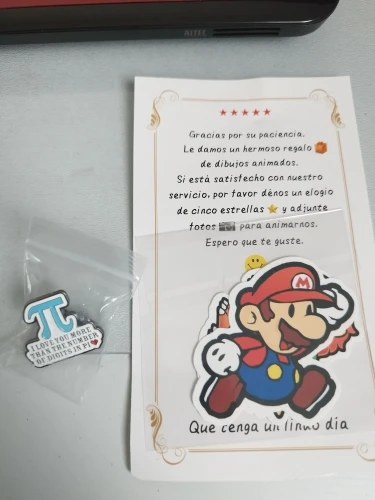 ALTEC
Gracias por su paciencia.
Le damos un hermoso regalo
de dibujos animados.
Si está satisfecho con nuestro
servicio, por favor dénos un elogio
de cinco estrellas y adjunte
fotos para animarnos.
Espero que te guste.
M
Que tenga un lindo día
π
I LOVE YOU MORE
THAN THE NUMBER
OF DIGITS IN PI